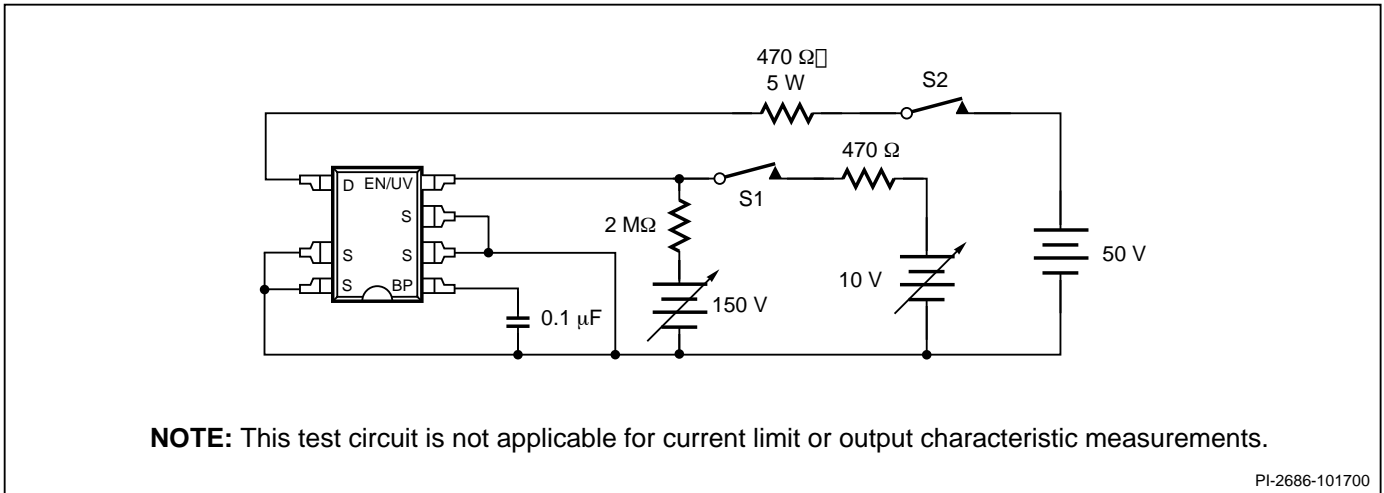 470 Ω
5 W
S2
470 Ω
S1
D EN/UV
S
2 MΩ
S S
50 V
10 V
S BP
150 V
0.1 μF
NOTE: This test circuit is not applicable for current limit or output characteristic measurements.
PI-2686-101700